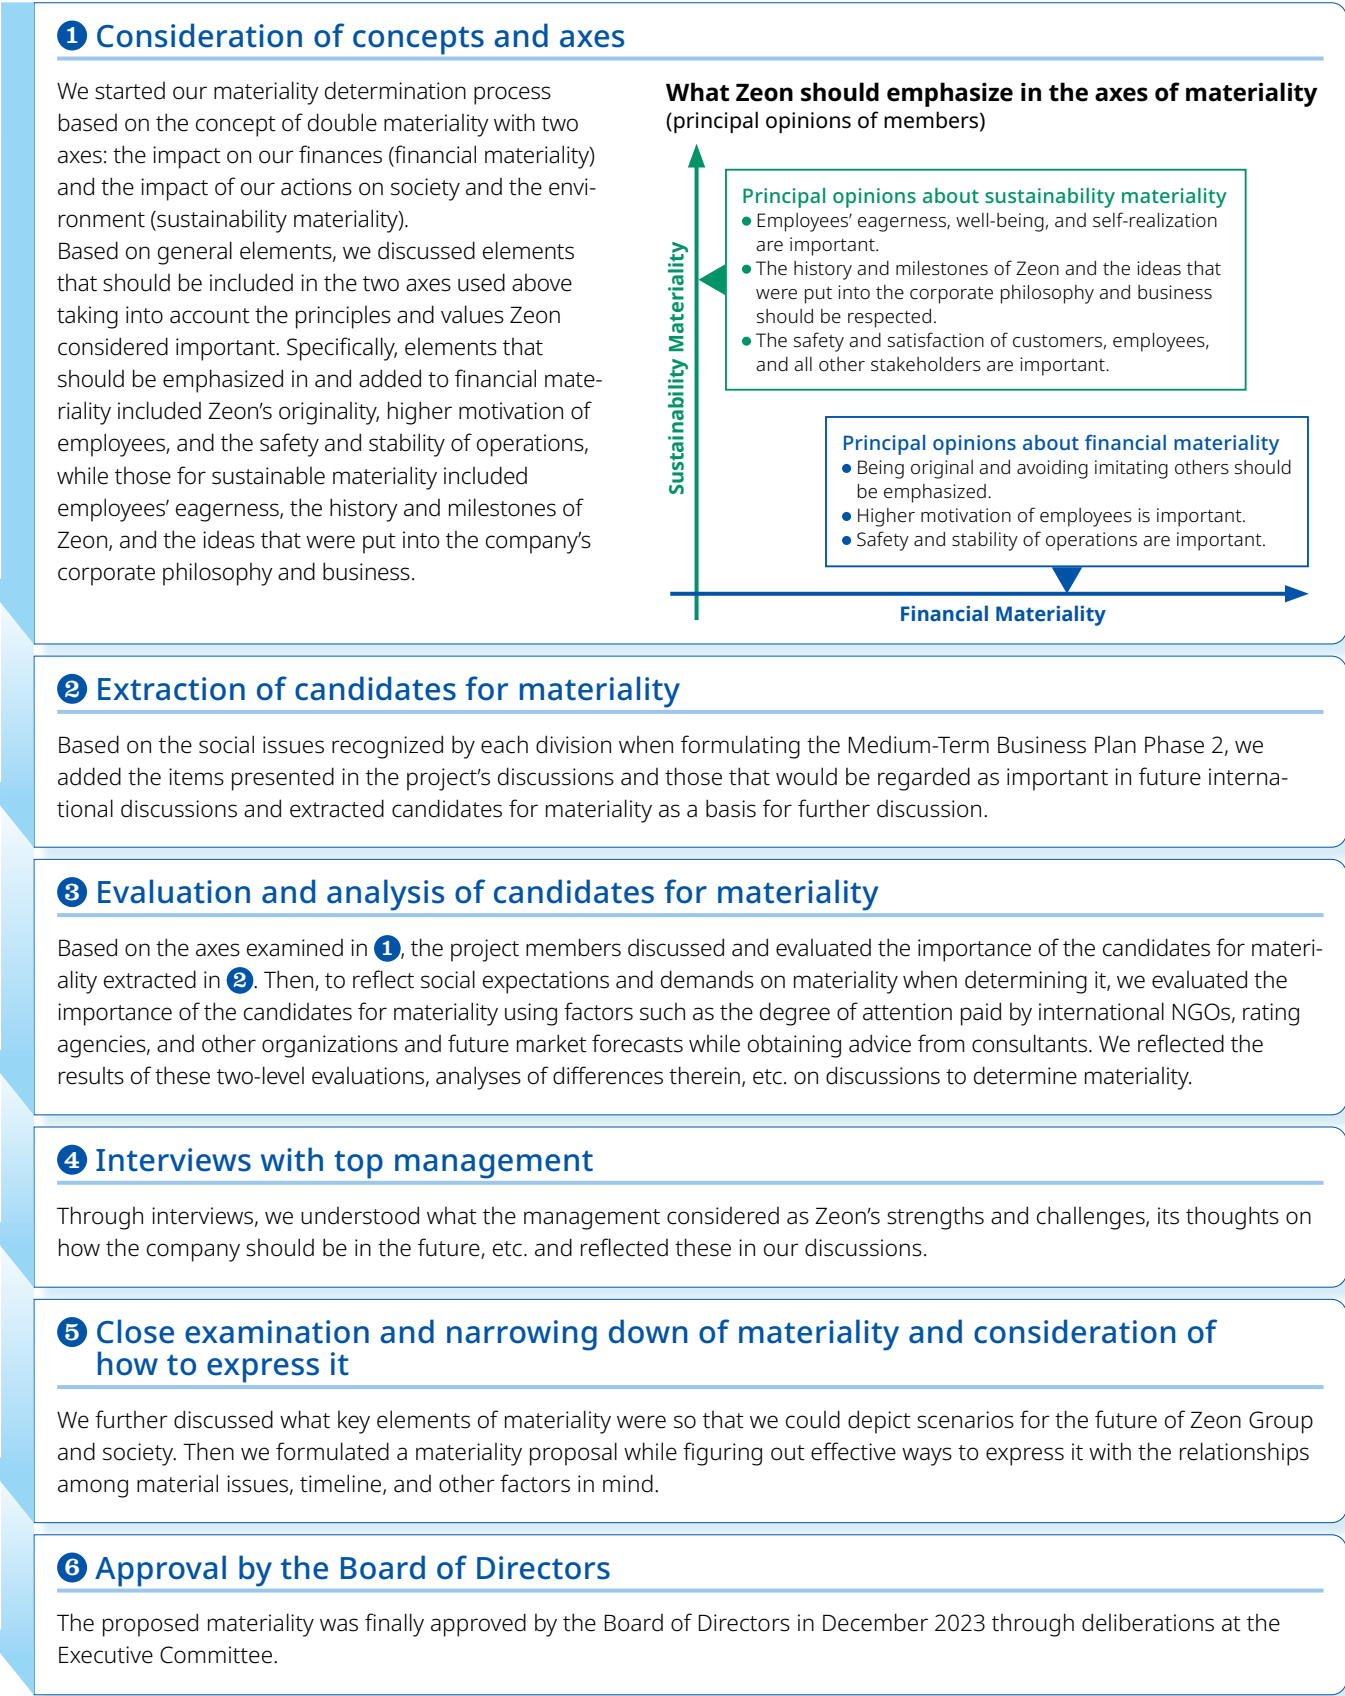 1 Consideration of concepts and axes
We started our materiality determination process
based on the concept of double materiality with two
axes: the impact on our finances (financial materiality)
and the impact of our actions on society and the envi-
ronment (sustainability materiality).
Based on general elements, we discussed elements
that should be included in the two axes used above
taking into account the principles and values Zeon
considered important. Specifically, elements that
should be emphasized in and added to financial mate-
riality included Zeon’s originality, higher motivation of
employees, and the safety and stability of operations,
while those for sustainable materiality included
employees’ eagerness, the history and milestones of
Zeon, and the ideas that were put into the company’s
corporate philosophy and business.
What Zeon should emphasize in the axes of materiality
(principal opinions of members)
Sustainability Materiality
Principal opinions about sustainability materiality
● Employees’ eagerness, well-being, and self-realization
are important.
● The history and milestones of Zeon and the ideas that
were put into the corporate philosophy and business
should be respected.
● The safety and satisfaction of customers, employees,
and all other stakeholders are important.
Principal opinions about financial materiality
● Being original and avoiding imitating others should
be emphasized.
● Higher motivation of employees is important.
● Safety and stability of operations are important.
Financial Materiality
2 Extraction of candidates for materiality
Based on the social issues recognized by each division when formulating the Medium-Term Business Plan Phase 2, we
added the items presented in the project’s discussions and those that would be regarded as important in future interna-
tional discussions and extracted candidates for materiality as a basis for further discussion.
3 Evaluation and analysis of candidates for materiality
Based on the axes examined in 1, the project members discussed and evaluated the importance of the candidates for materi-
ality extracted in 2. Then, to reflect social expectations and demands on materiality when determining it, we evaluated the
importance of the candidates for materiality using factors such as the degree of attention paid by international NGOs, rating
agencies, and other organizations and future market forecasts while obtaining advice from consultants. We reflected the
results of these two-level evaluations, analyses of differences therein, etc. on discussions to determine materiality.
4 Interviews with top management
Through interviews, we understood what the management considered as Zeon’s strengths and challenges, its thoughts on
how the company should be in the future, etc. and reflected these in our discussions.
5 Close examination and narrowing down of materiality and consideration of
how to express it
We further discussed what key elements of materiality were so that we could depict scenarios for the future of Zeon Group
and society. Then we formulated a materiality proposal while figuring out effective ways to express it with the relationships
among material issues, timeline, and other factors in mind.
6 Approval by the Board of Directors
The proposed materiality was finally approved by the Board of Directors in December 2023 through deliberations at the
Executive Committee.